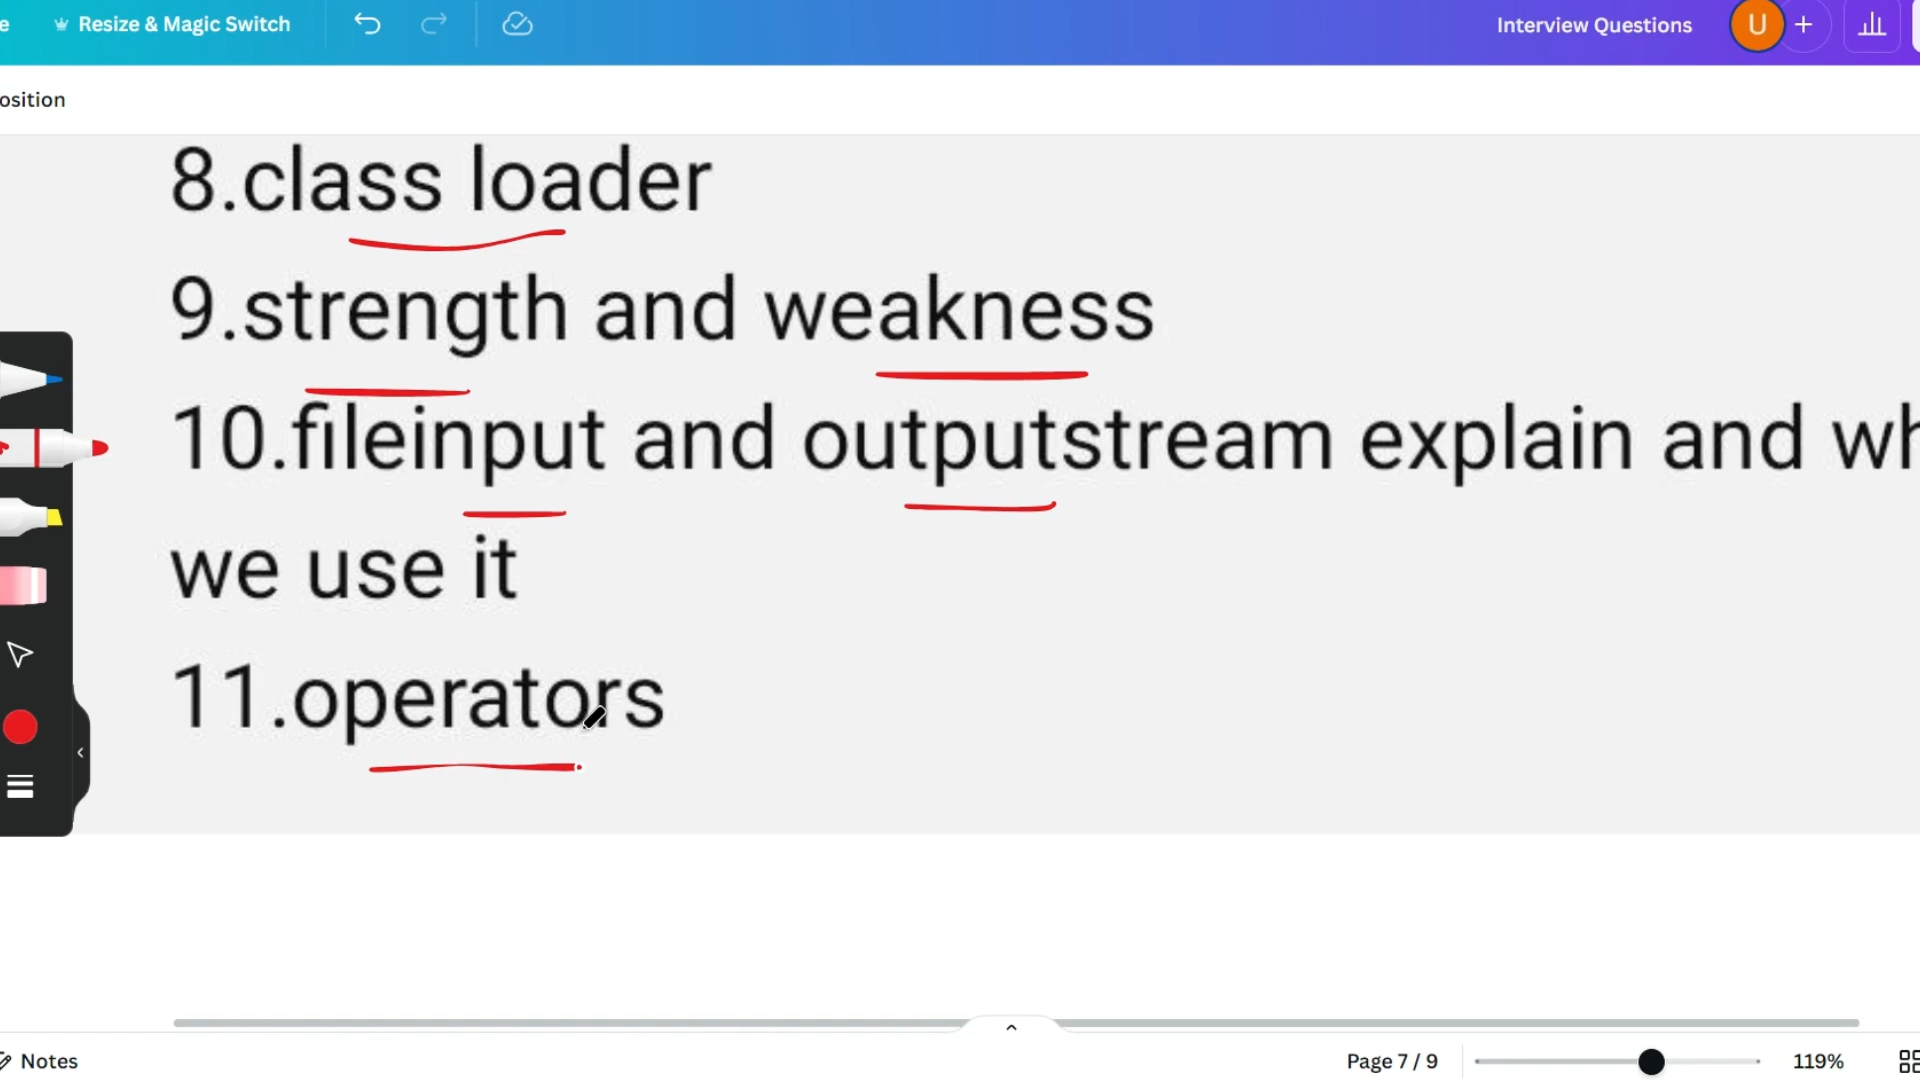 Resize & Magic Switch
Interview Questions
U
osition
8.class loader
9.strength and weakness
10.fileinput and outputstream explain and wh
we use it
11.operators
Notes
Page 7 / 9
119%